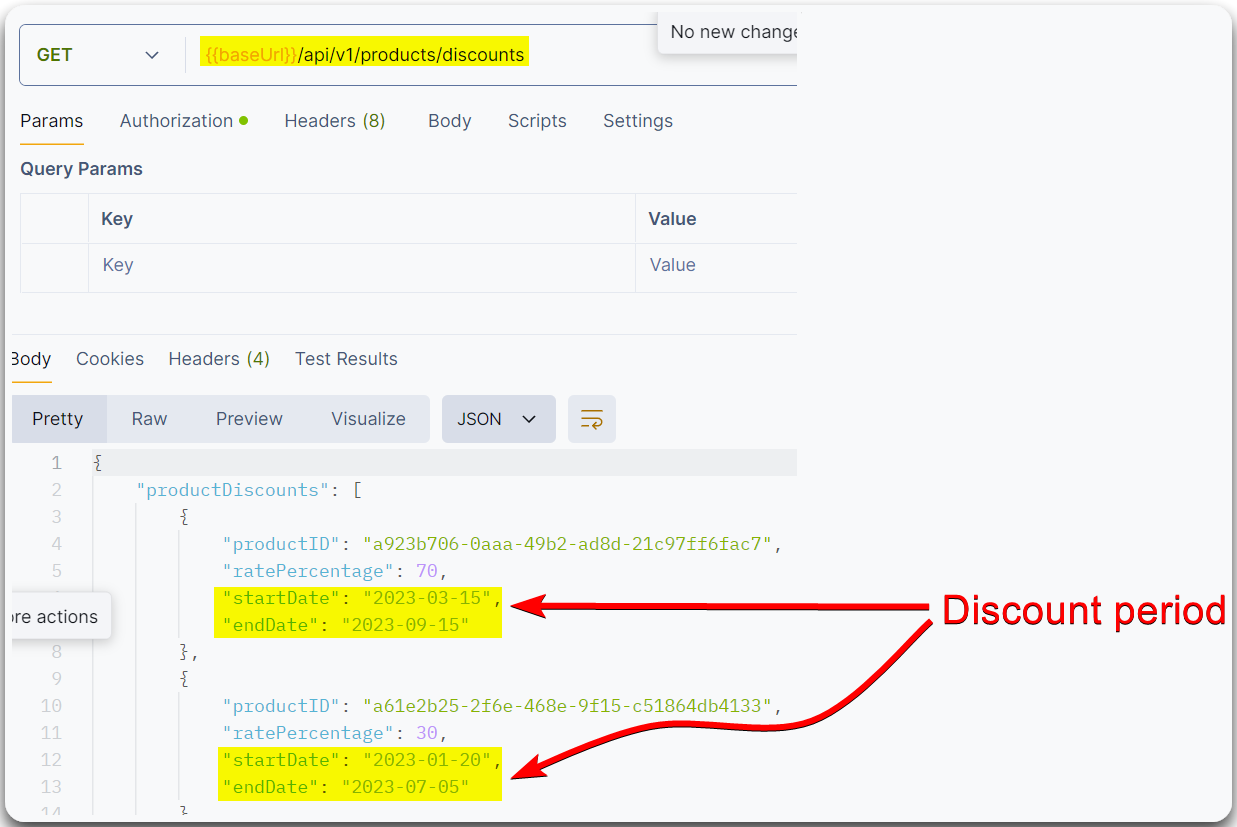 No new change
GET {{baseUrl}}/api/v1/products/discounts
Params Authorization Headers (8) Body Scripts Settings
Query Params
Key Value
Key Value
Body Cookies Headers (4) Test Results
Pretty Raw Preview Visualize JSON
1 {
2 "productDiscounts": [
3 {
4 "productID": "a923b706-0aaa-49b2-ad8d-21c97ff6fac7",
5 "ratePercentage": 70,
"startDate": "2023-03-15",
Discount period
re actions "endDate": "2023-09-15"
8 },
9 {
10 "productID": "a61e2b25-2f6e-468e-9f15-c51864db4133",
11 "ratePercentage": 30,
12 "startDate": "2023-01-20",
13 "endDate": "2023-07-05"
14 }